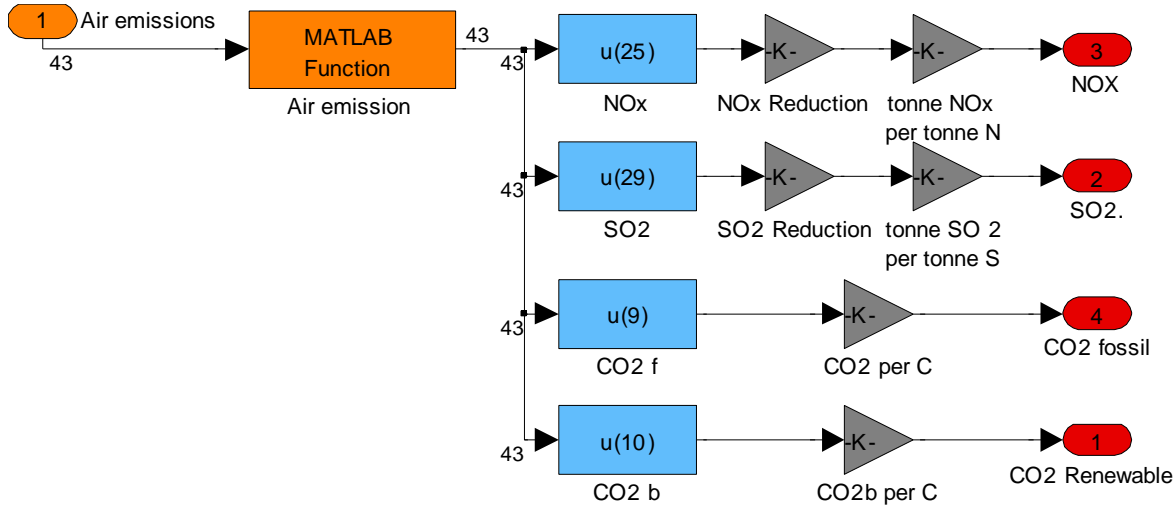 1
Air emissions
43
MATLAB
Function
Air emission
43
43
u(25)
NOx
-K-
NOx Reduction
-K-
tonne NOx
per tonne N
3
NOX
43
u(29)
SO2
-K-
SO2 Reduction
-K-
tonne SO 2
per tonne S
2
SO2.
43
u(9)
CO2 f
-K-
CO2 per C
4
CO2 fossil
43
u(10)
CO2 b
-K-
CO2b per C
1
CO2 Renewable